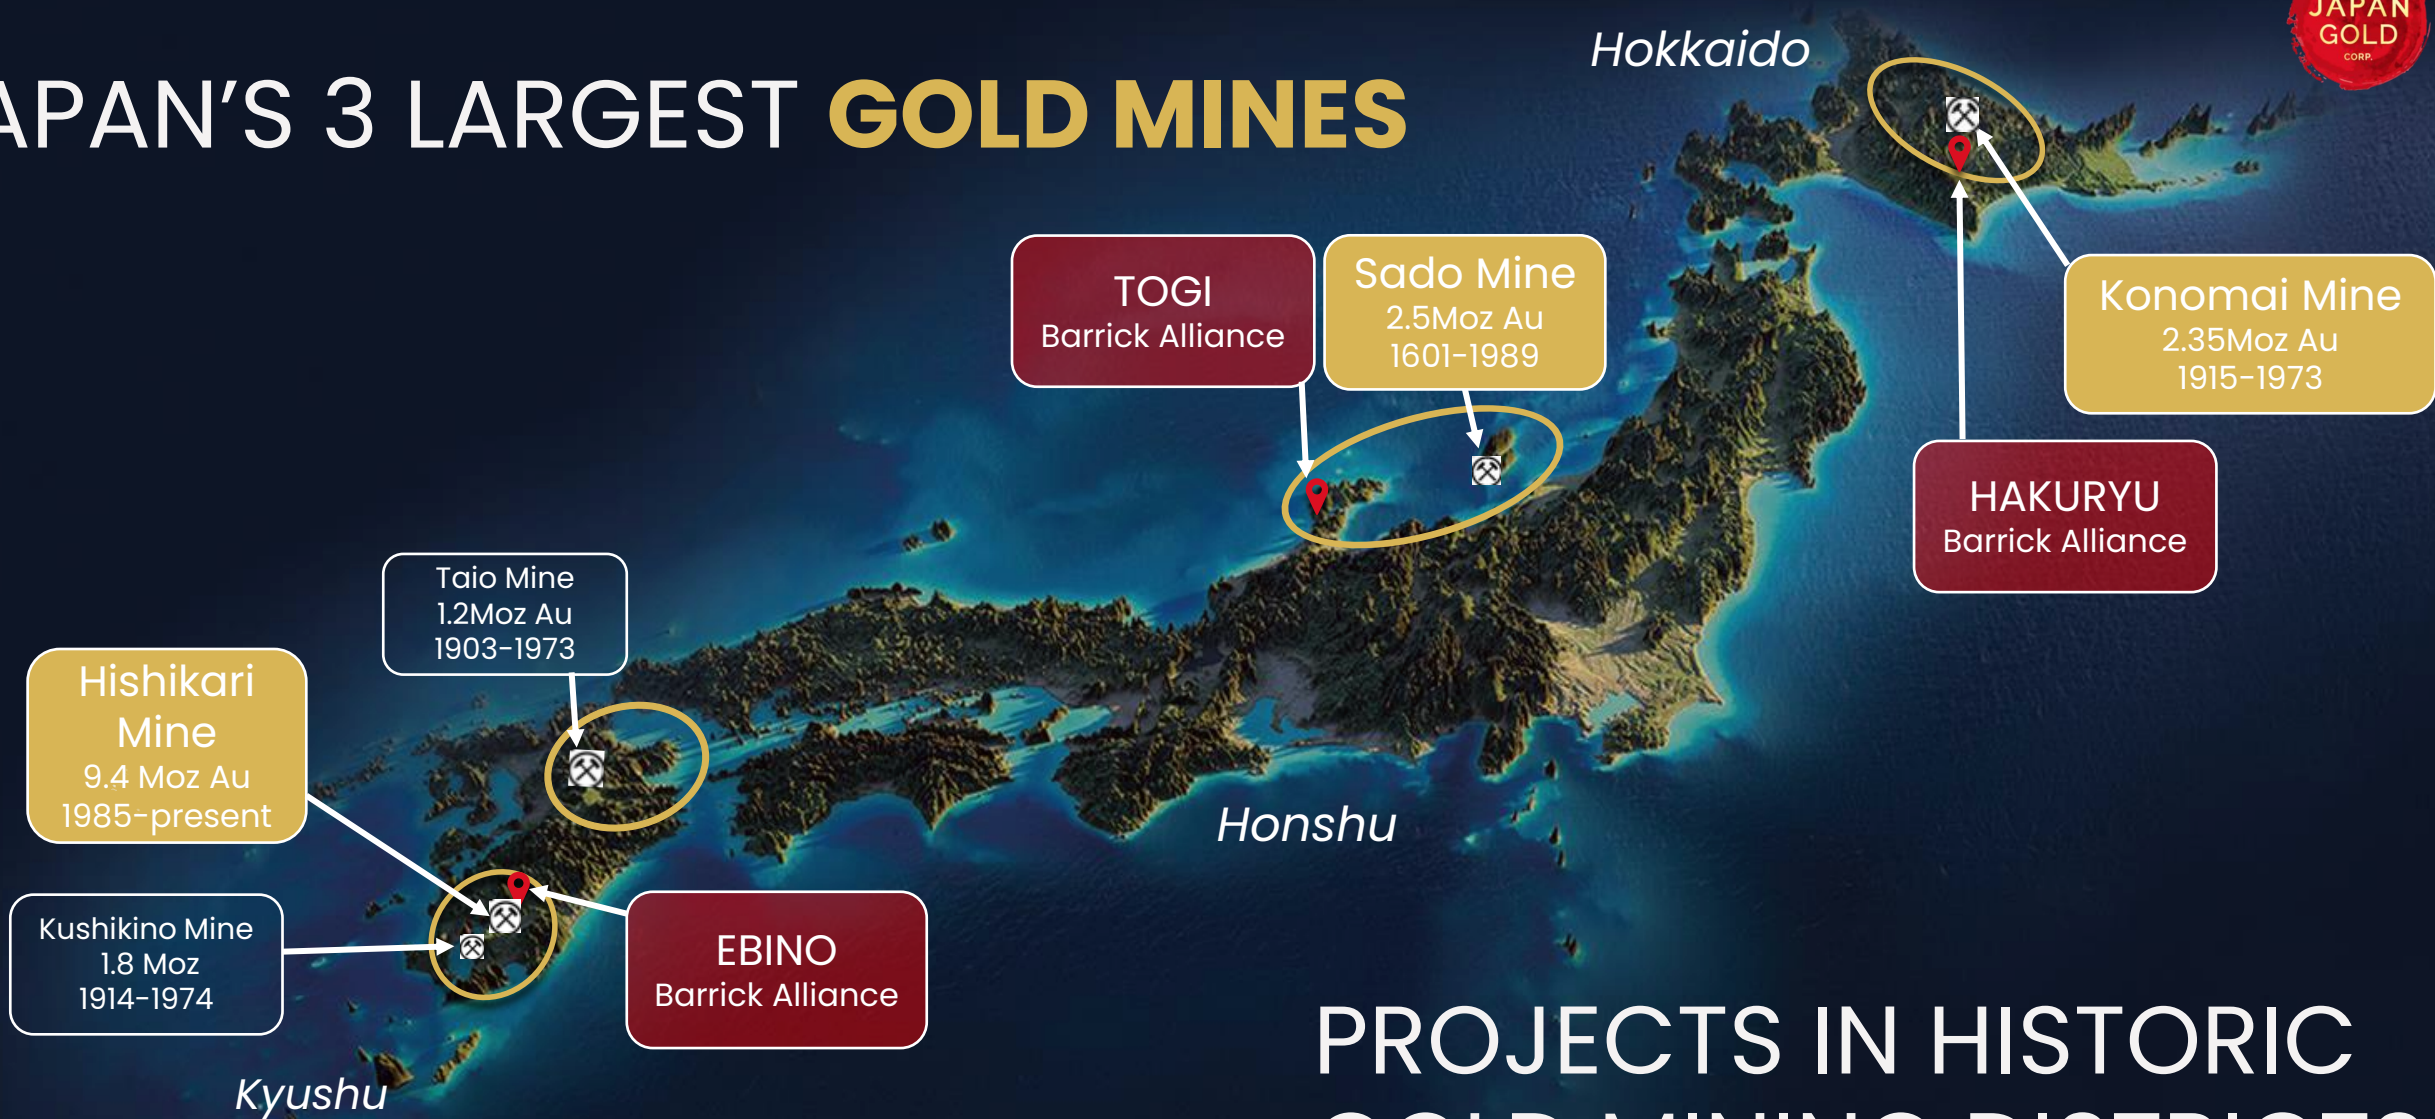 JAPAN
GOLD
CORP.
Hokkaido
APAN'S 3 LARGEST GOLD MINES
TOGI
Barrick Alliance
Sado Mine
2.5Moz Au
1601-1989
Konomai Mine
2.35Moz Au
1915-1973
HAKURYU
Barrick Alliance
Taio Mine
1.2Moz Au
1903-1973
Hishikari
Mine
9.4 Moz Au
1985-present
Honshu
Kushikino Mine
1.8 Moz
1914-1974
EBINO
Barrick Alliance
Kyushu
PROJECTS IN HISTORIC
GOLD MINING DISTRICTS